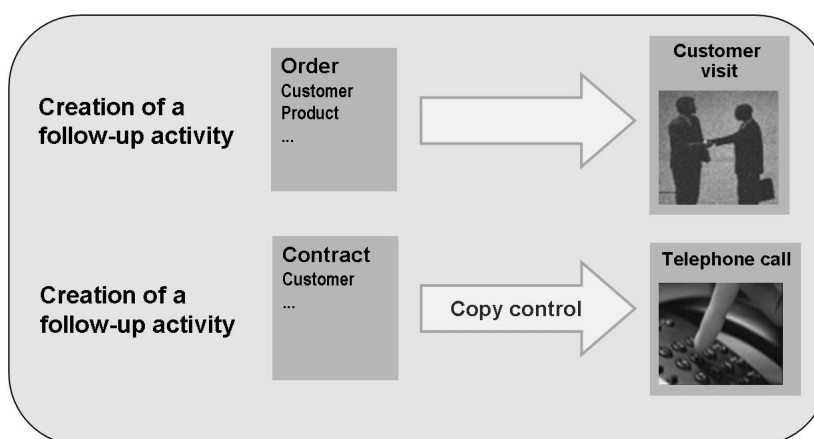 Creation of a
follow-up activity
Order
Customer
Product
...
Customer
visit
Creation of a
follow-up activity
Contract
Customer
...
Copy control
Telephone call